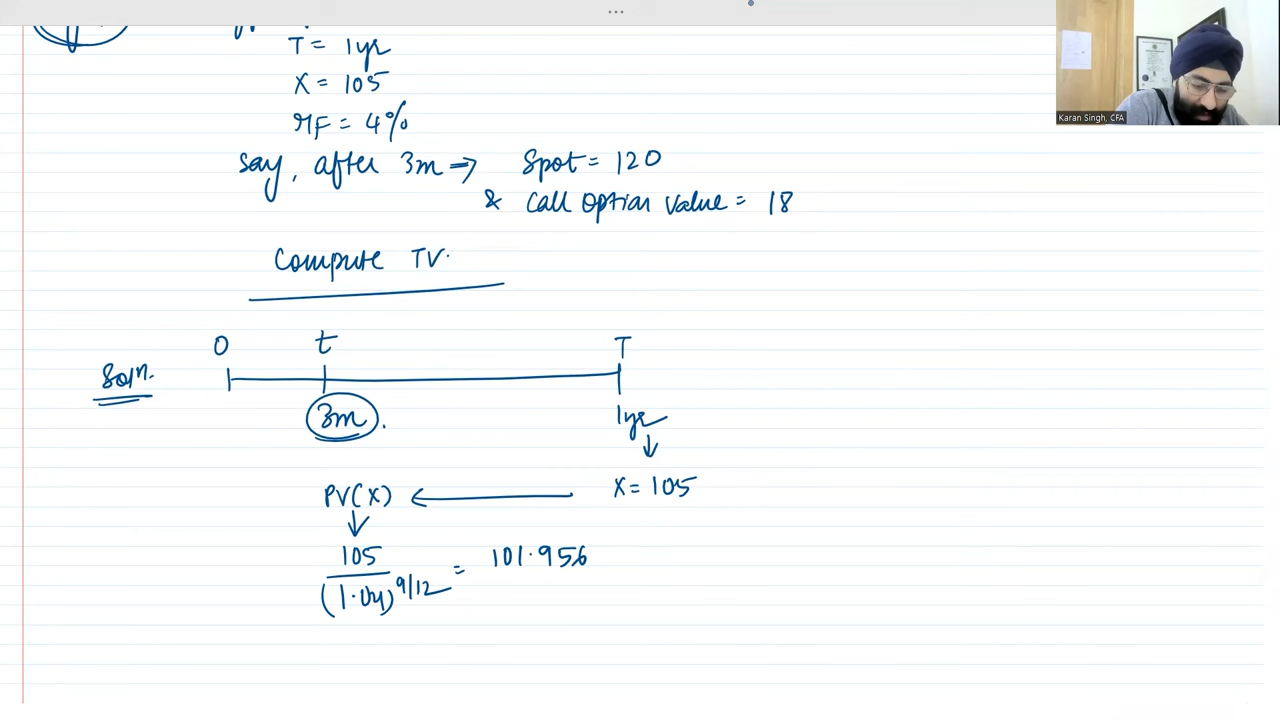 T = 1yr
X = 105
rF = 4%
say, after 3m ⇒ Spot = 120
& Call Option Value = 18
Compute TV.
0 t T
Soln.
3m. 1yr
PV(X) X = 105
105 / (1.04)^9/12 = 101.956
Karan Singh, CFA